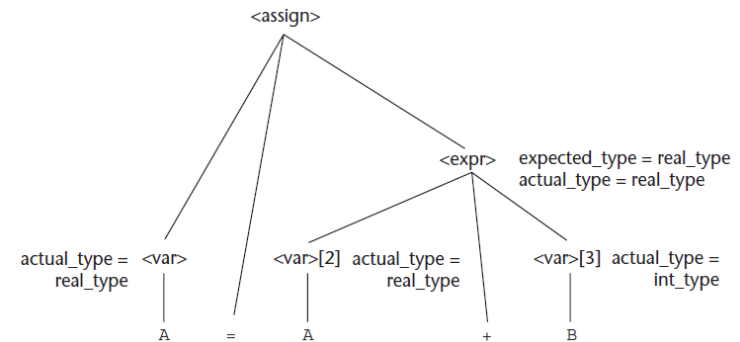 <assign>
<expr> expected_type = real_type
actual_type = real_type
actual_type = <var> <var>[2] actual_type = <var>[3] actual_type =
real_type real_type int_type
A = A + B